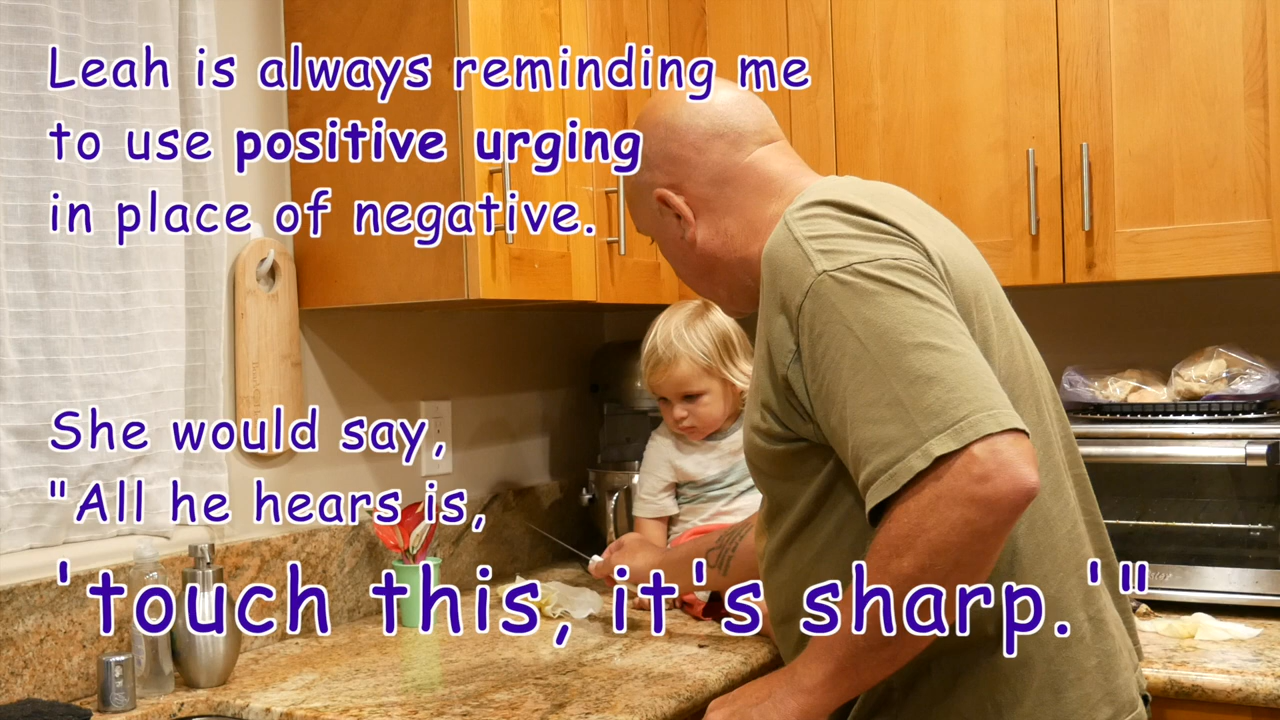 Leah is always reminding me
to use positive urging
in place of negative.
She would say,
"All he hears is,
'touch this, it's sharp.' "